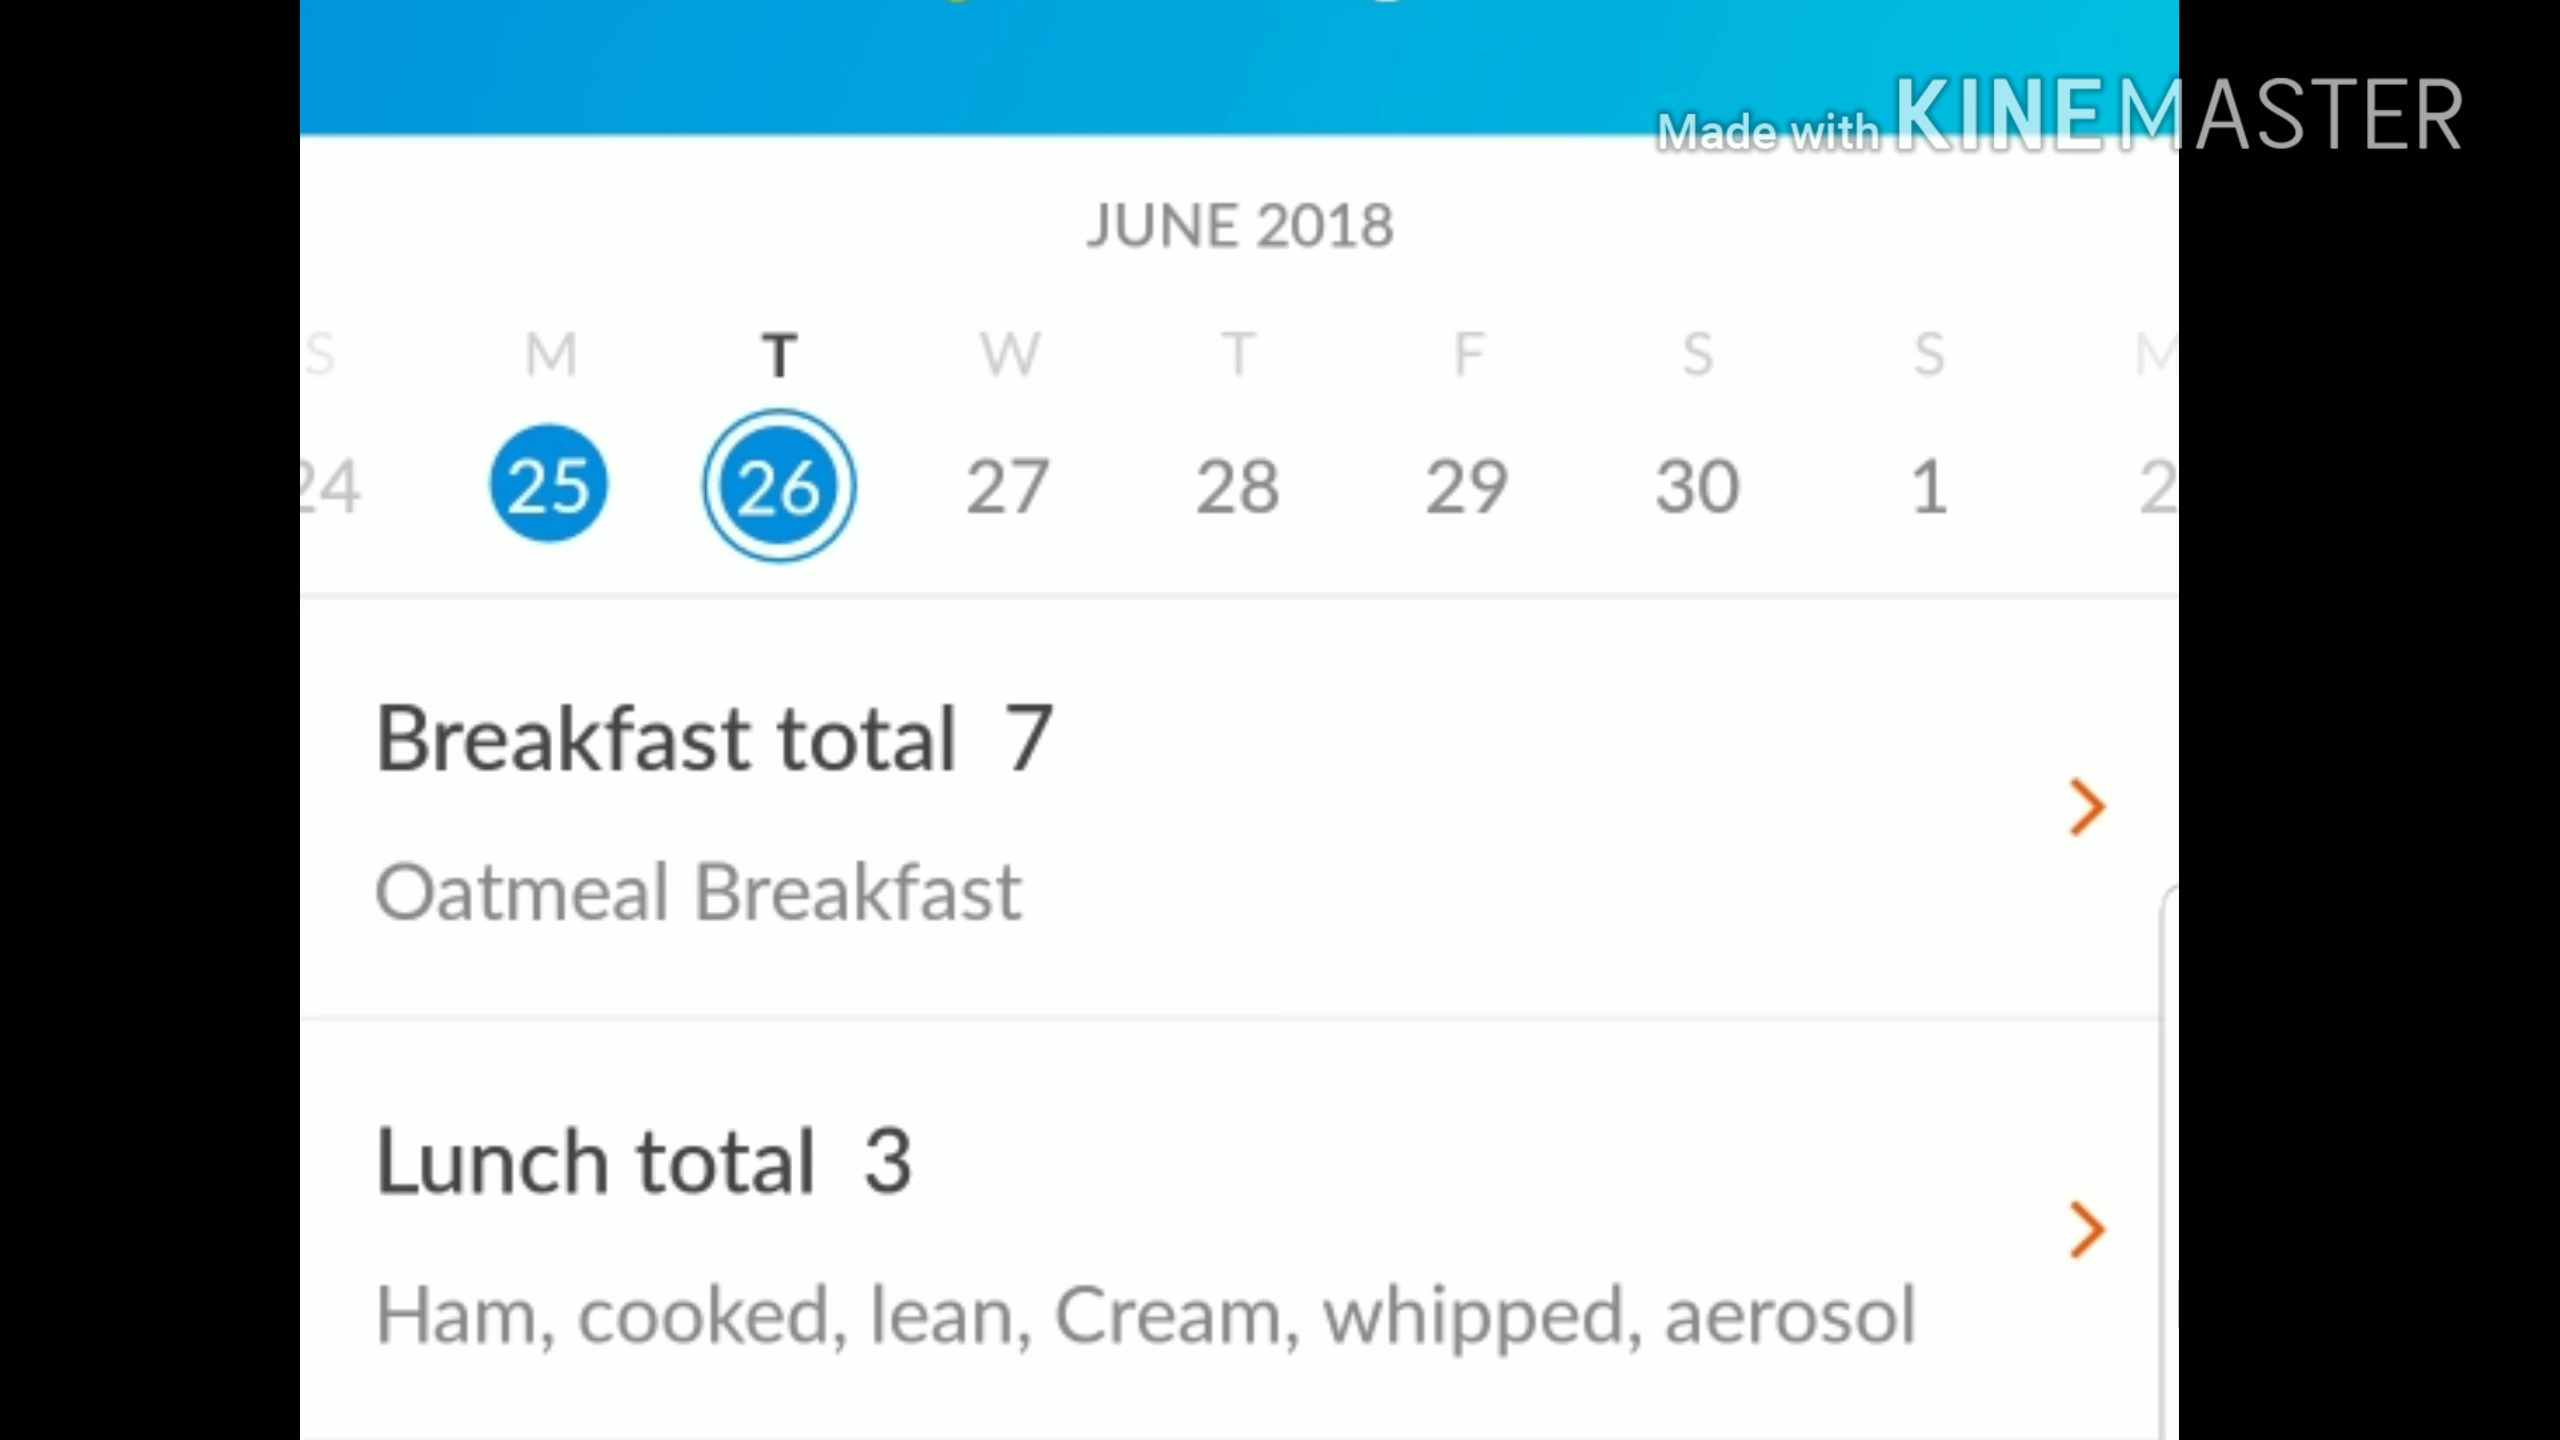 Made with KINEMASTER
JUNE 2018
S M T W T F S S M
24 25 26 27 28 29 30 1 2
Breakfast total 7
Oatmeal Breakfast
Lunch total 3
Ham, cooked, lean, Cream, whipped, aerosol